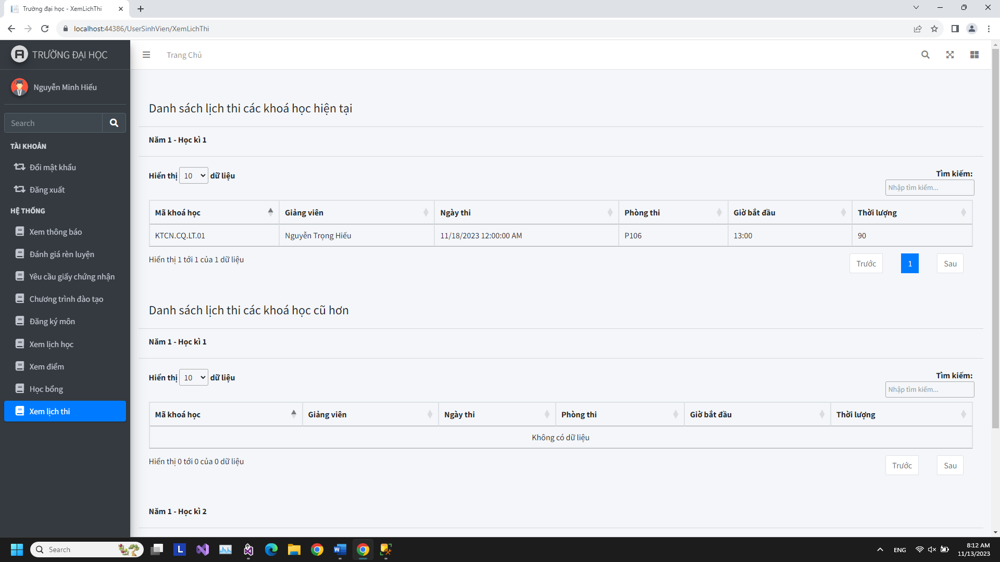 Trường đại học - XemLichThi
localhost:44386/UserSinhVien/XemLichThi
TRƯỜNG ĐẠI HỌC
Trang Chủ
Nguyễn Minh Hiếu
Search
TÀI KHOẢN
Đổi mật khẩu
Đăng xuất
HỆ THỐNG
Xem thông báo
Đánh giá rèn luyện
Yêu cầu giấy chứng nhận
Chương trình đào tạo
Đăng ký môn
Xem lịch học
Xem điểm
Học bổng
Xem lịch thi
Danh sách lịch thi các khoá học hiện tại
Năm 1 - Học kì 1
Hiển thị 10 dữ liệu
Tìm kiếm:
Nhập tìm kiếm...
Mã khoá học Giảng viên Ngày thi Phòng thi Giờ bắt đầu Thời lượng
KTCN.CQ.LT.01 Nguyễn Trọng Hiếu 11/18/2023 12:00:00 AM P106 13:00 90
Hiển thị 1 tới 1 của 1 dữ liệu
Trước 1 Sau
Danh sách lịch thi các khoá học cũ hơn
Năm 1 - Học kì 1
Hiển thị 10 dữ liệu
Tìm kiếm:
Nhập tìm kiếm...
Mã khoá học Giảng viên Ngày thi Phòng thi Giờ bắt đầu Thời lượng
Không có dữ liệu
Hiển thị 0 tới 0 của 0 dữ liệu
Trước Sau
Năm 1 - Học kì 2
Search
L
W
ENG
8:12 AM
11/13/2023